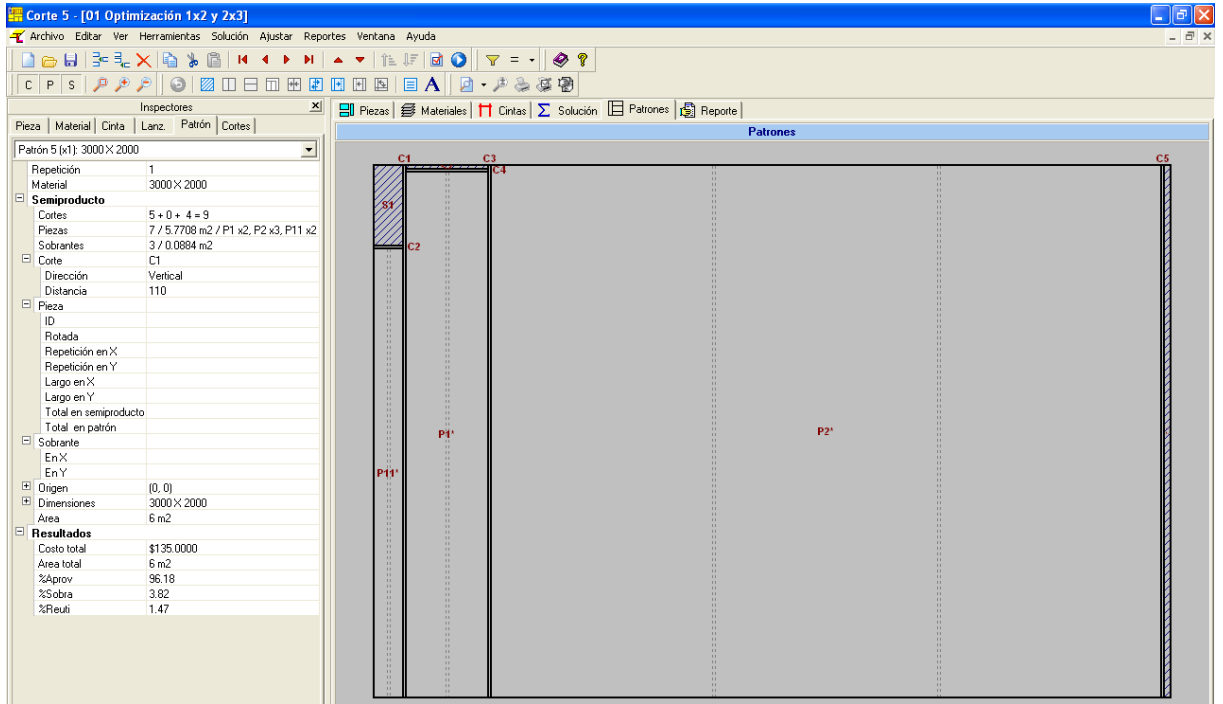 Corte 5 - [01 Optimización 1x2 y 2x3]
Archivo Editar Ver Herramientas Solución Ajustar Reportes Ventana Ayuda
C P S A
Inspectores
Pieza Material Cinta Lanz. Patrón Cortes
Piezas Materiales Cintas Solución Patrones Reporte
Patrones
Patrón 5 (x1): 3000 X 2000
Repetición 1
Material 3000 X 2000
Semiproducto
Cortes 5 + 0 + 4 = 9
Piezas 7 / 5.7708 m2 / P1 x2, P2 x3, P11 x2
Sobrantes 3 / 0.0884 m2
Corte C1
Dirección Vertical
Distancia 110
Pieza
ID
Rotada
Repetición en X
Repetición en Y
Largo en X
Largo en Y
Total en semiproducto
Total en patrón
Sobrante
En X
En Y
Origen (0, 0)
Dimensiones 3000 X 2000
Area 6 m2
Resultados
Costo total $135.0000
Area total 6 m2
%Aprov 96.18
%Sobra 3.82
%Reuti 1.47
C1 C3 C5
C4
S1
C2
P1* P2*
P11*